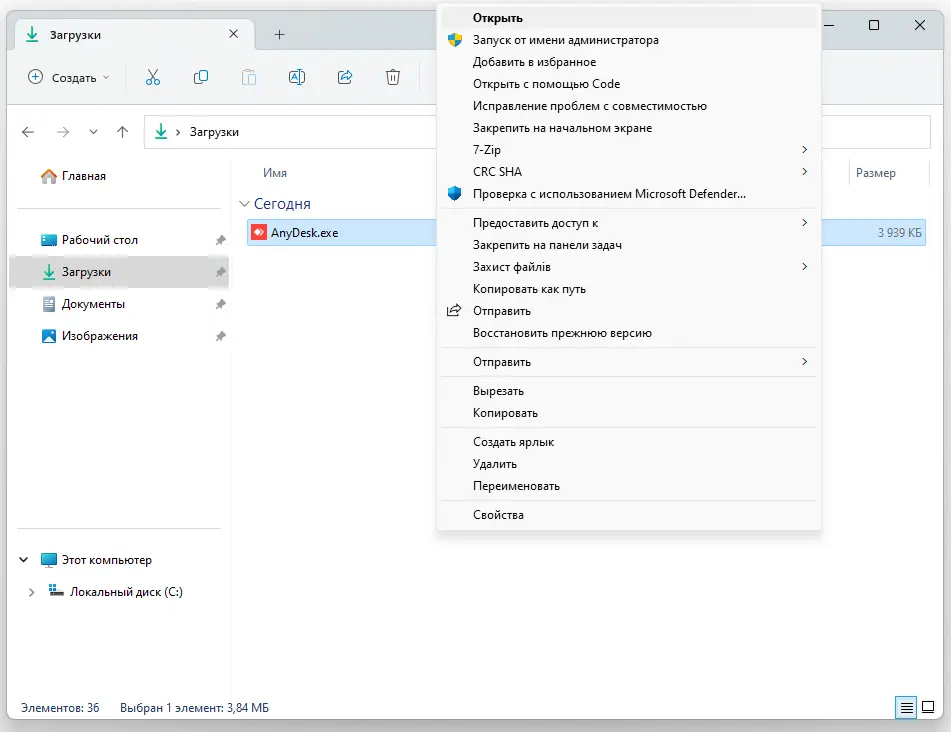 Загрузки
Создать
Загрузки
Главная
Рабочий стол
Загрузки
Документы
Изображения
Этот компьютер
Локальный диск (C:)
Имя
Размер
Сегодня
AnyDesk.exe
3 939 КБ
Открыть
Запуск от имени администратора
Добавить в избранное
Открыть с помощью Code
Исправление проблем с совместимостью
Закрепить на начальном экране
7-Zip
CRC SHA
Проверка с использованием Microsoft Defender...
Предоставить доступ к
Закрепить на панели задач
Захист файлів
Копировать как путь
Отправить
Восстановить прежнюю версию
Отправить
Вырезать
Копировать
Создать ярлык
Удалить
Переименовать
Свойства
Элементов: 36 Выбран 1 элемент: 3,84 МБ